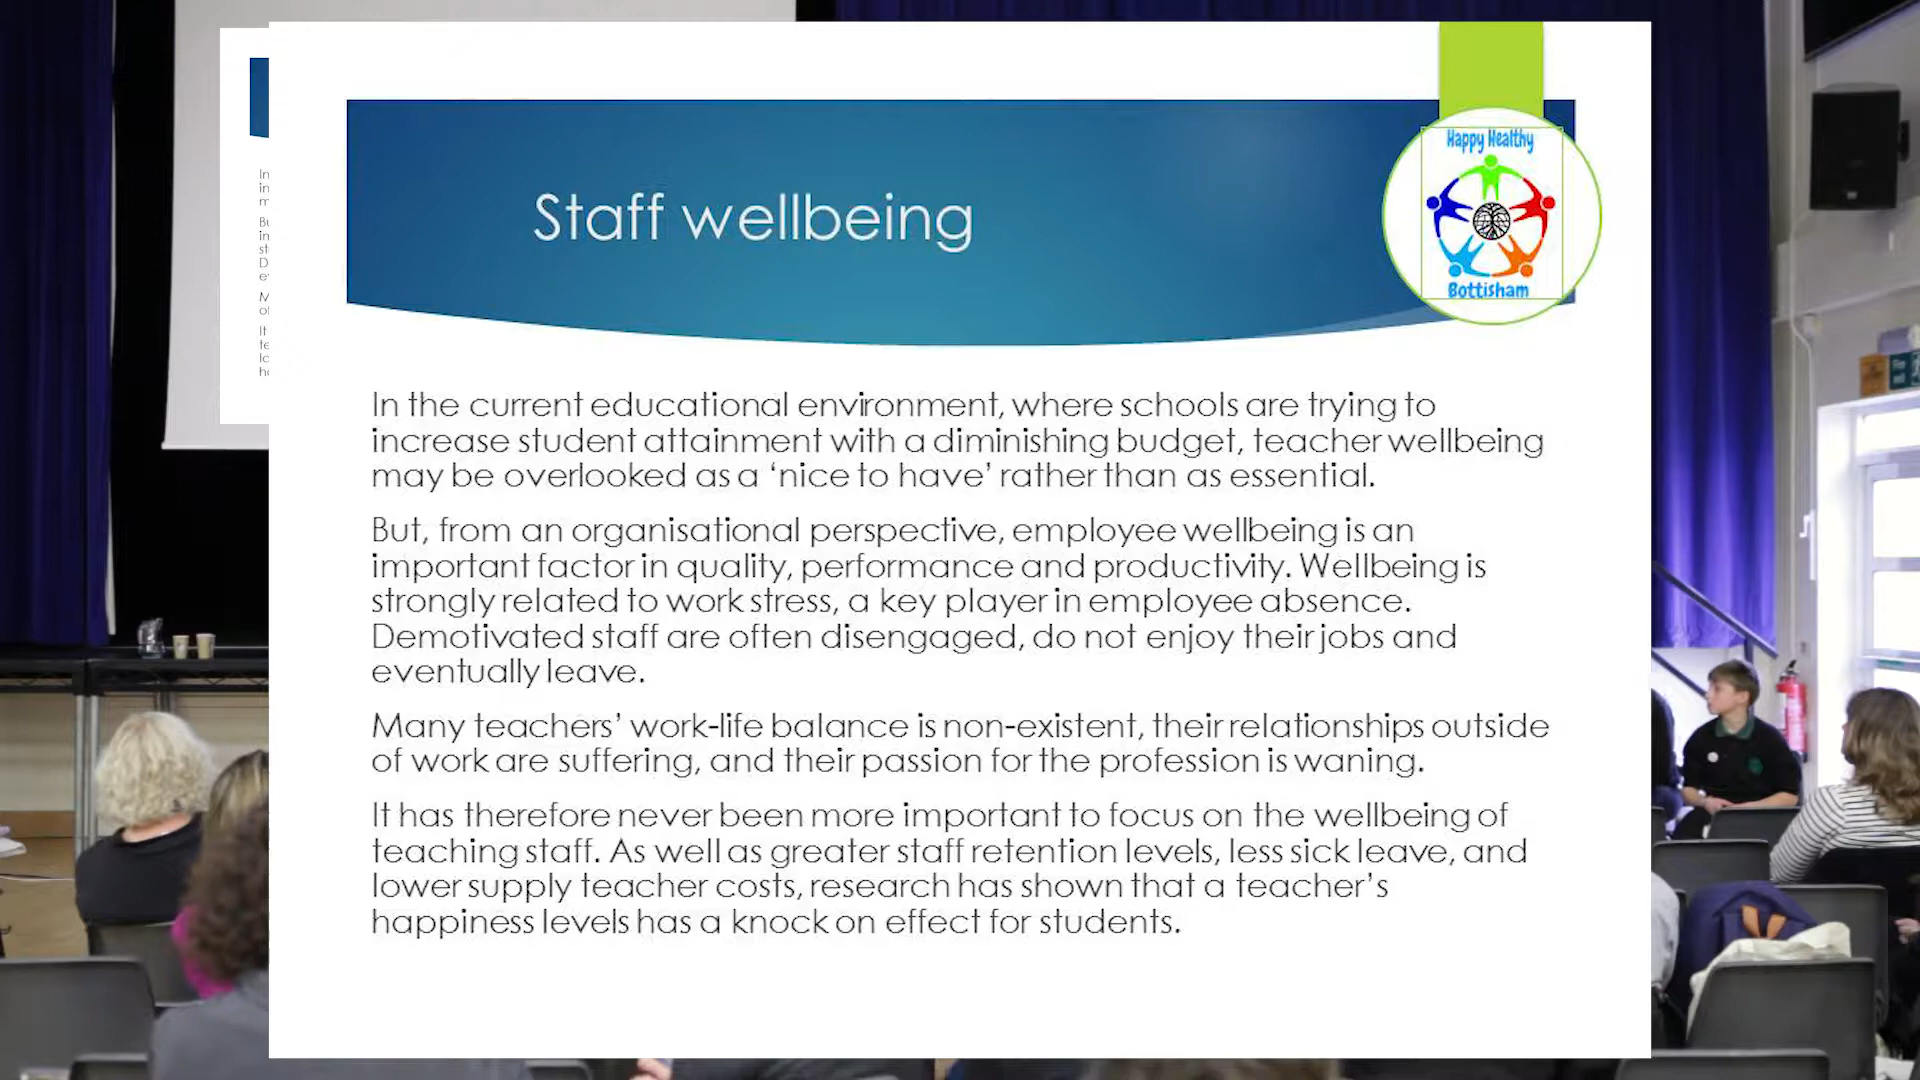 Happy Healthy
Bottisham
Staff wellbeing
In the current educational environment, where schools are trying to
increase student attainment with a diminishing budget, teacher wellbeing
may be overlooked as a ‘nice to have’ rather than as essential.
But, from an organisational perspective, employee wellbeing is an
important factor in quality, performance and productivity. Wellbeing is
strongly related to work stress, a key player in employee absence.
Demotivated staff are often disengaged, do not enjoy their jobs and
eventually leave.
Many teachers’ work-life balance is non-existent, their relationships outside
of work are suffering, and their passion for the profession is waning.
It has therefore never been more important to focus on the wellbeing of
teaching staff. As well as greater staff retention levels, less sick leave, and
lower supply teacher costs, research has shown that a teacher’s
happiness levels has a knock on effect for students.